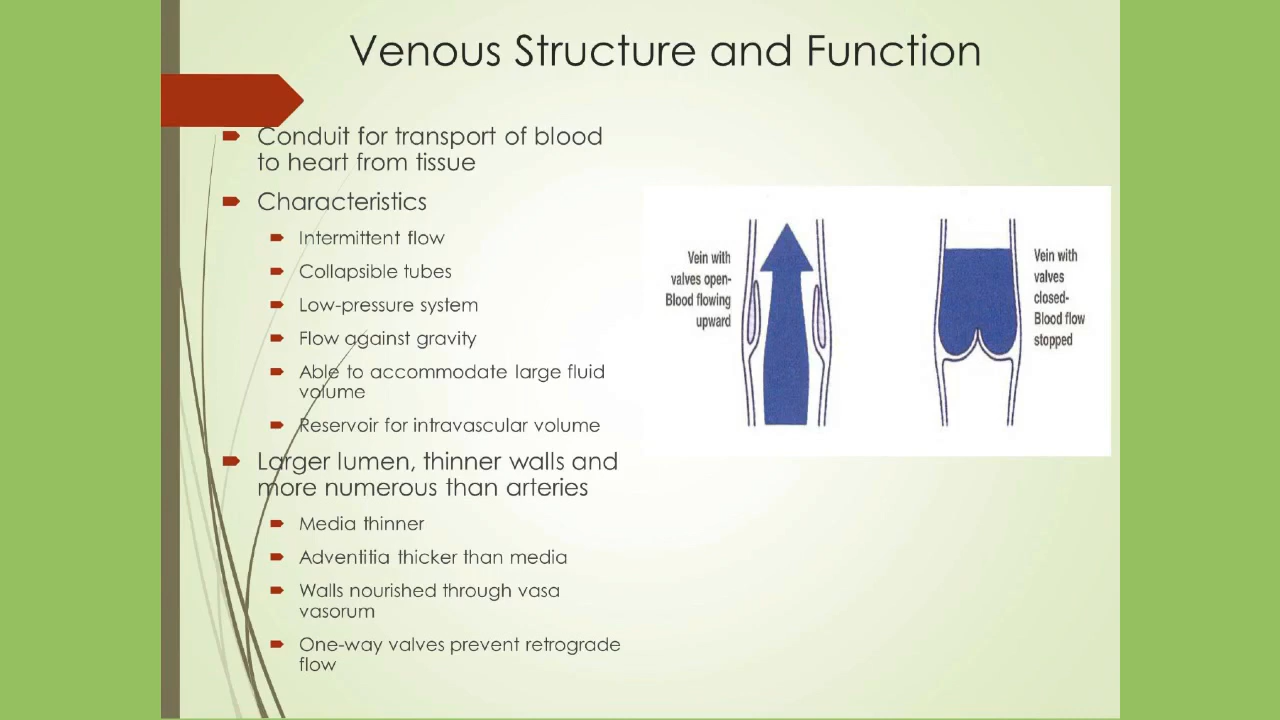 Venous Structure and Function
Conduit for transport of blood
to heart from tissue
Characteristics
Intermittent flow
Collapsible tubes
Low-pressure system
Flow against gravity
Able to accommodate large fluid
volume
Reservoir for intravascular volume
Larger lumen, thinner walls and
more numerous than arteries
Media thinner
Adventitia thicker than media
Walls nourished through vasa
vasorum
One-way valves prevent retrograde
flow
Vein with
valves open-
Blood flowing
upward
Vein with
valves
closed-
Blood flow
stopped